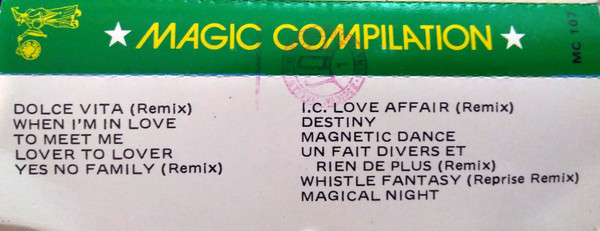 ★ MAGIC COMPILATION ★
MC 107
DOLCE VITA (Remix)
WHEN I'M IN LOVE
TO MEET ME
LOVER TO LOVER
YES NO FAMILY (Remix)
I.C. LOVE AFFAIR (Remix)
DESTINY
MAGNETIC DANCE
UN FAIT DIVERS ET
RIEN DE PLUS (Remix)
WHISTLE FANTASY (Reprise Remix)
MAGICAL NIGHT